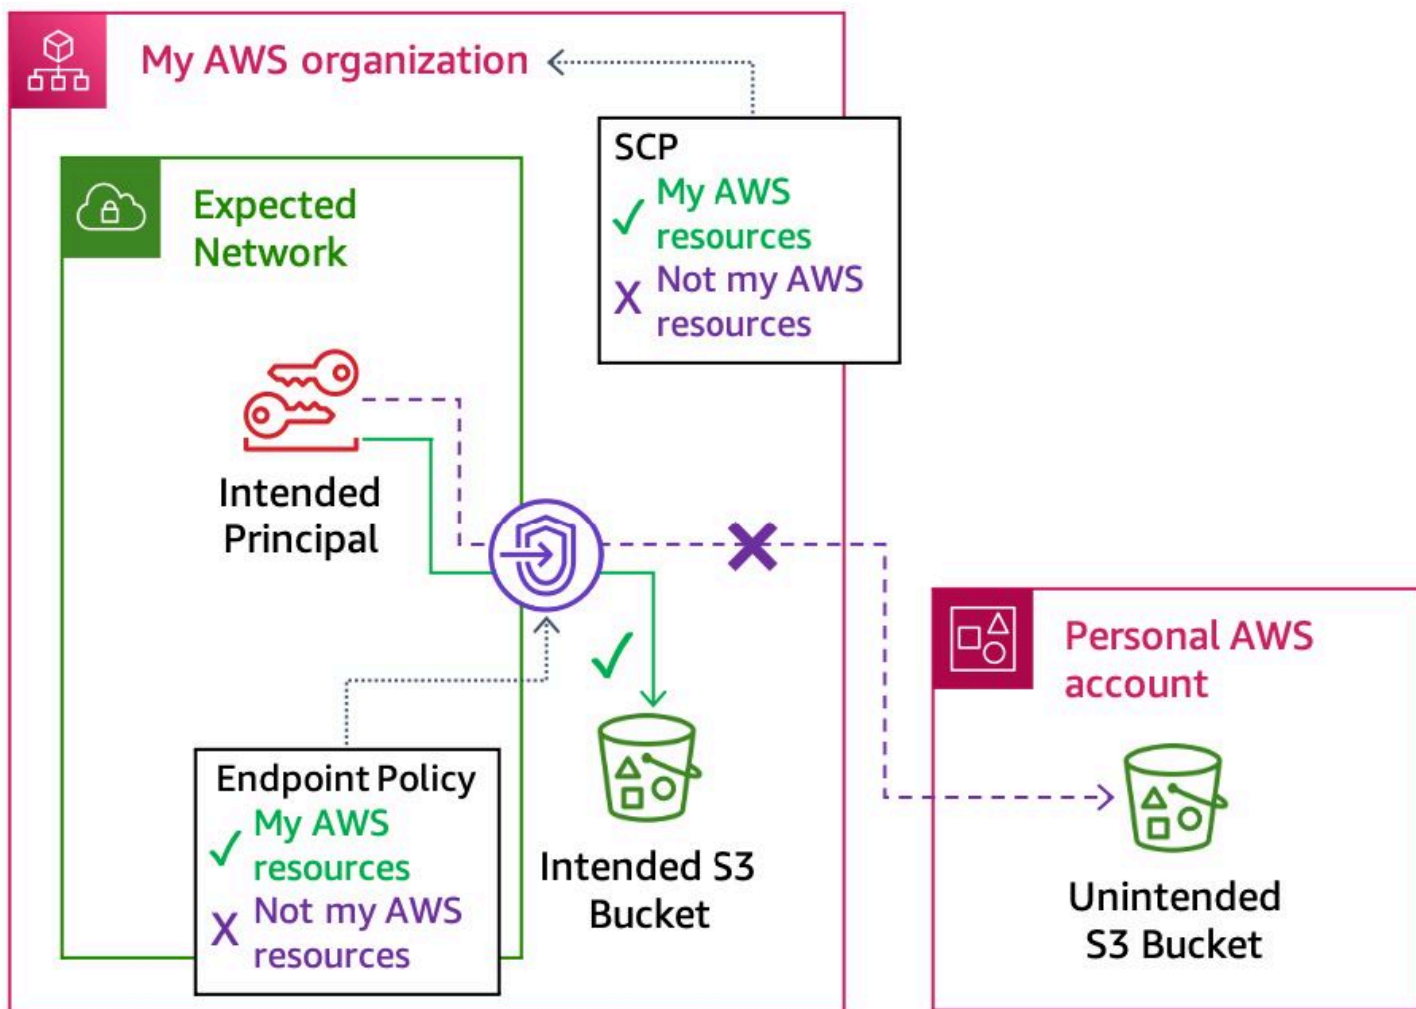 My AWS organization
SCP
My AWS
resources
Not my AWS
resources
Expected
Network
Intended
Principal
Endpoint Policy
My AWS
resources
Not my AWS
resources
Intended S3
Bucket
Personal AWS
account
Unintended
S3 Bucket